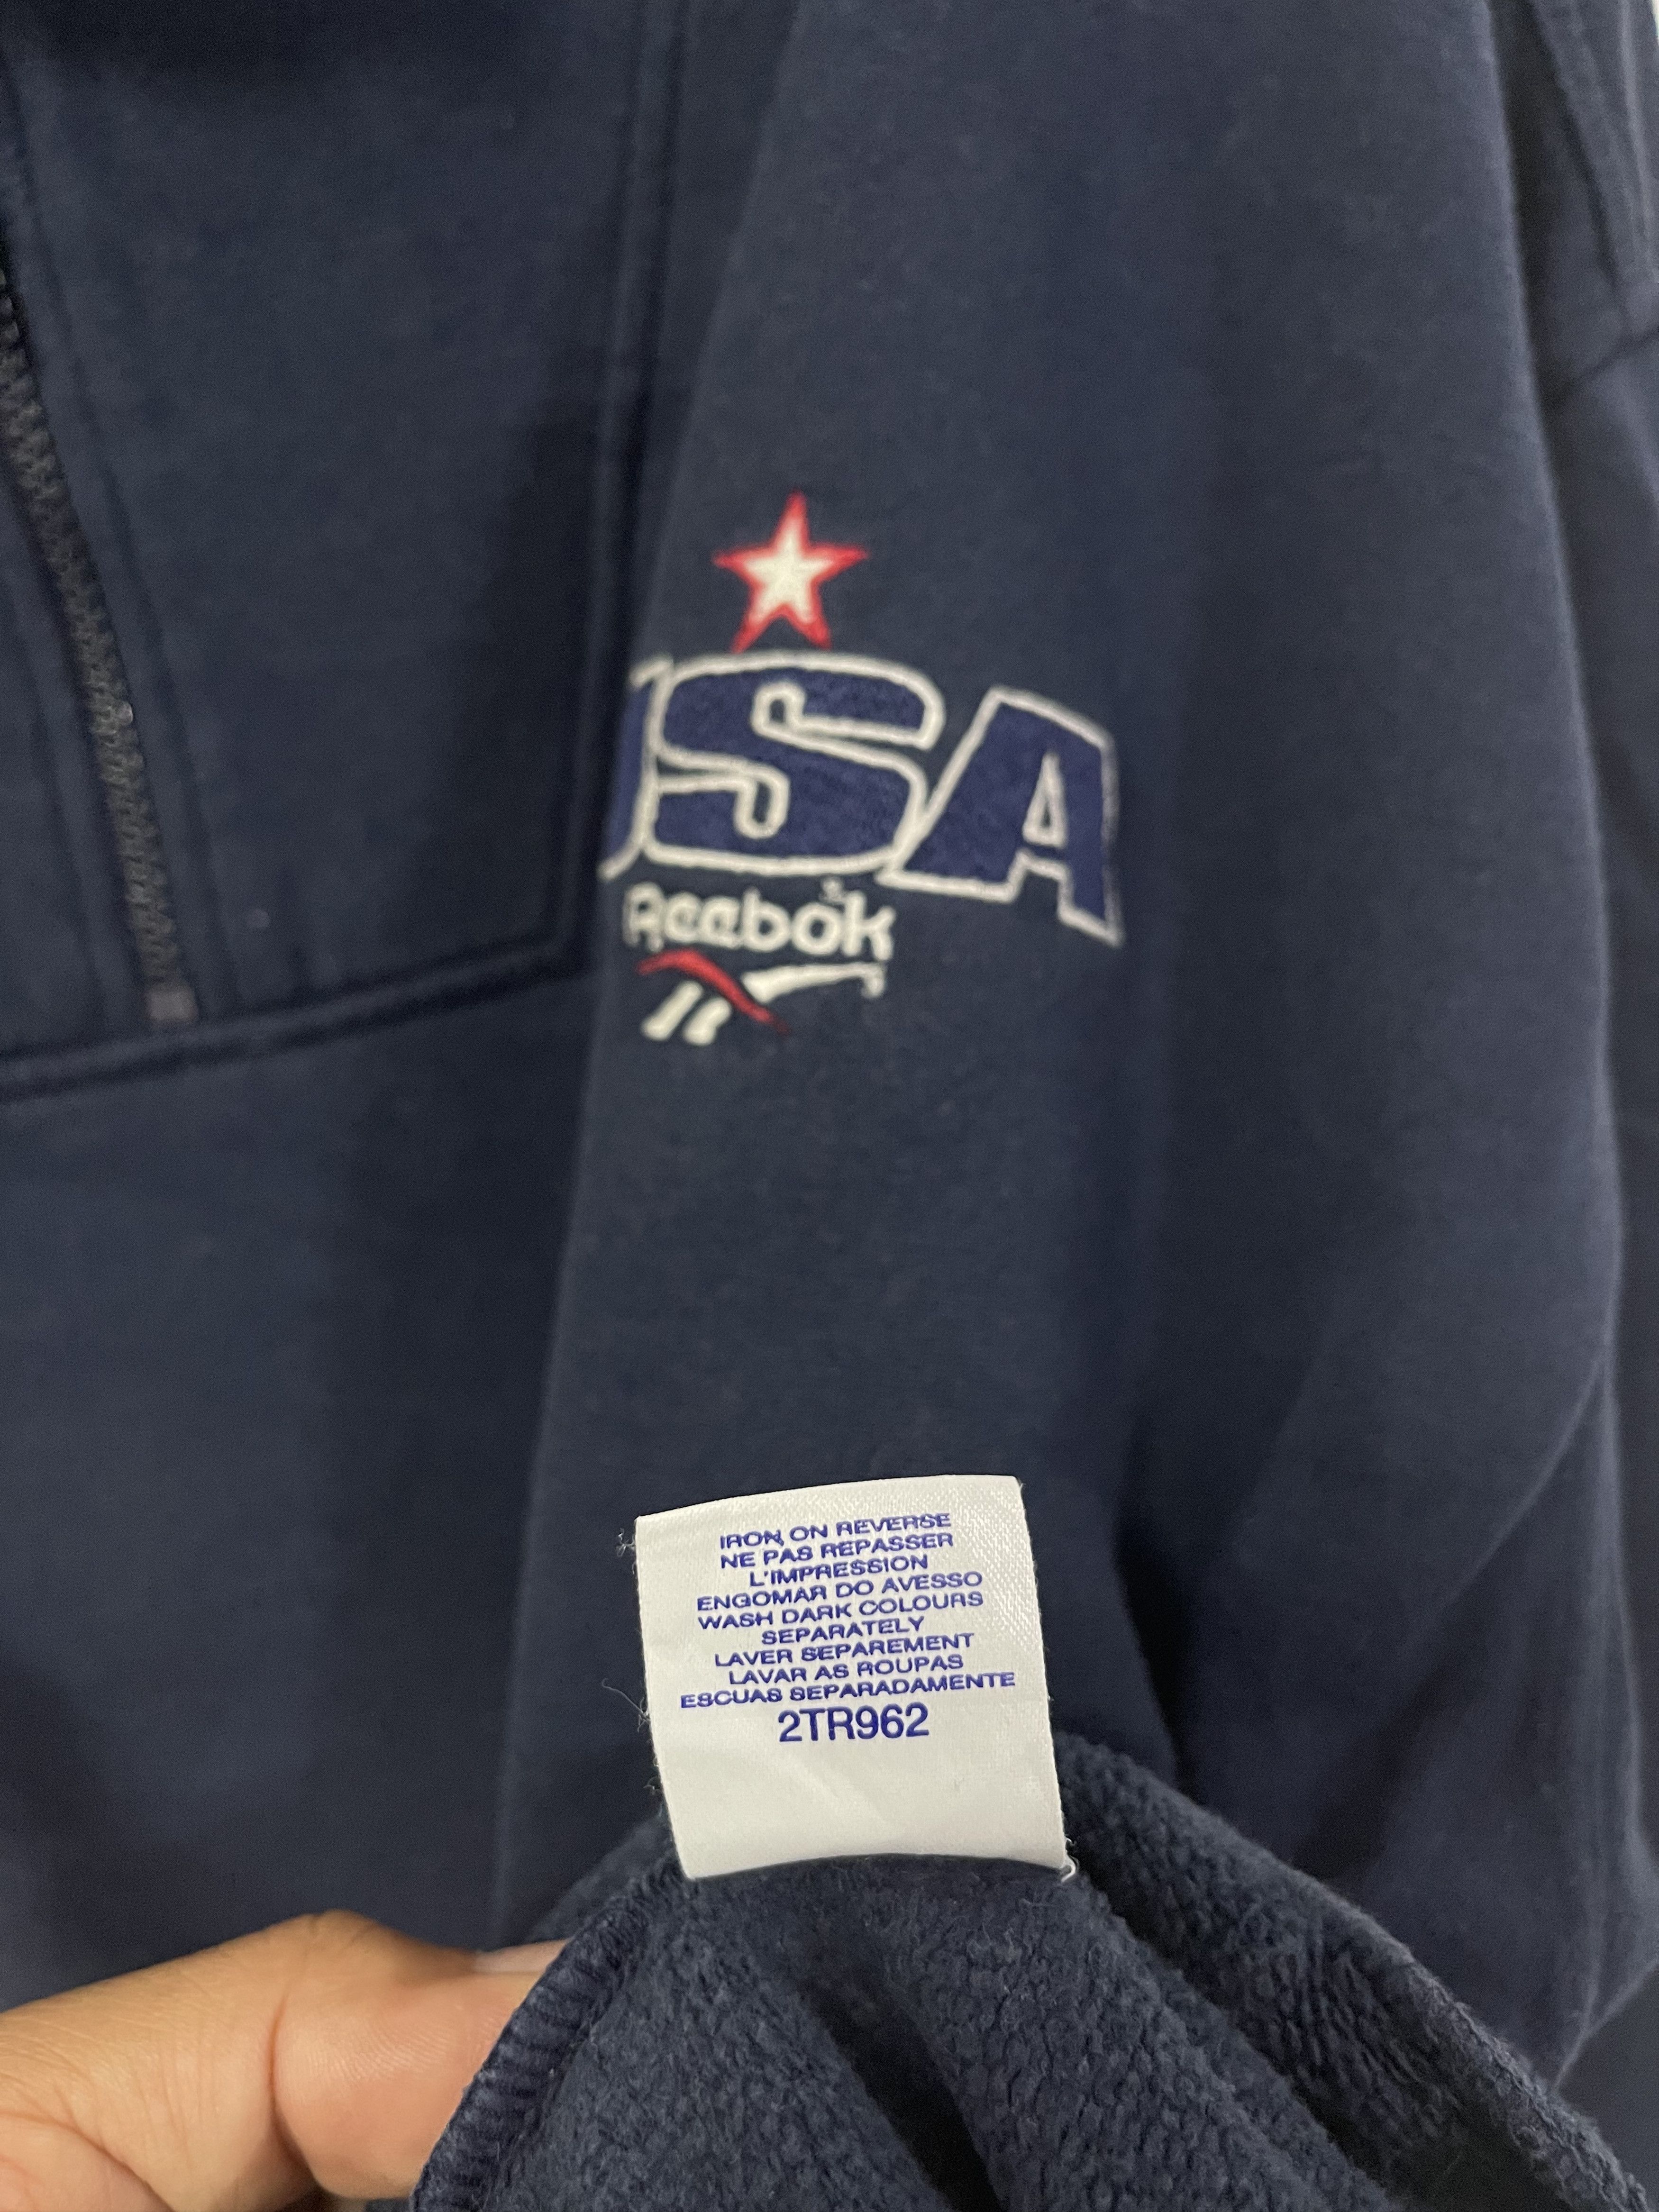 USA
Reebok
IRON ON REVERSE
NE PAS REPASSER
L'IMPRESSION
ENGOMAR DO AVESSO
WASH DARK COLOURS
SEPARATELY
LAVER SEPAREMENT
LAVAR AS ROUPAS
ESCUAS SEPARADAMENTE
2TR962